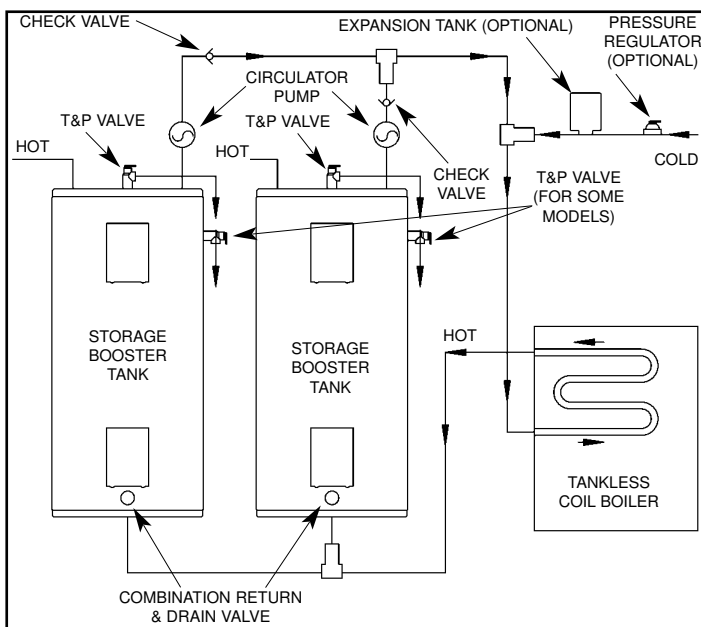 CHECK VALVE
EXPANSION TANK (OPTIONAL)
PRESSURE
REGULATOR
(OPTIONAL)
CIRCULATOR
PUMP
T&P VALVE
T&P VALVE
HOT
HOT
CHECK
VALVE
COLD
T&P VALVE
(FOR SOME
MODELS)
STORAGE
BOOSTER
TANK
STORAGE
BOOSTER
TANK
HOT
TANKLESS
COIL BOILER
COMBINATION RETURN
& DRAIN VALVE